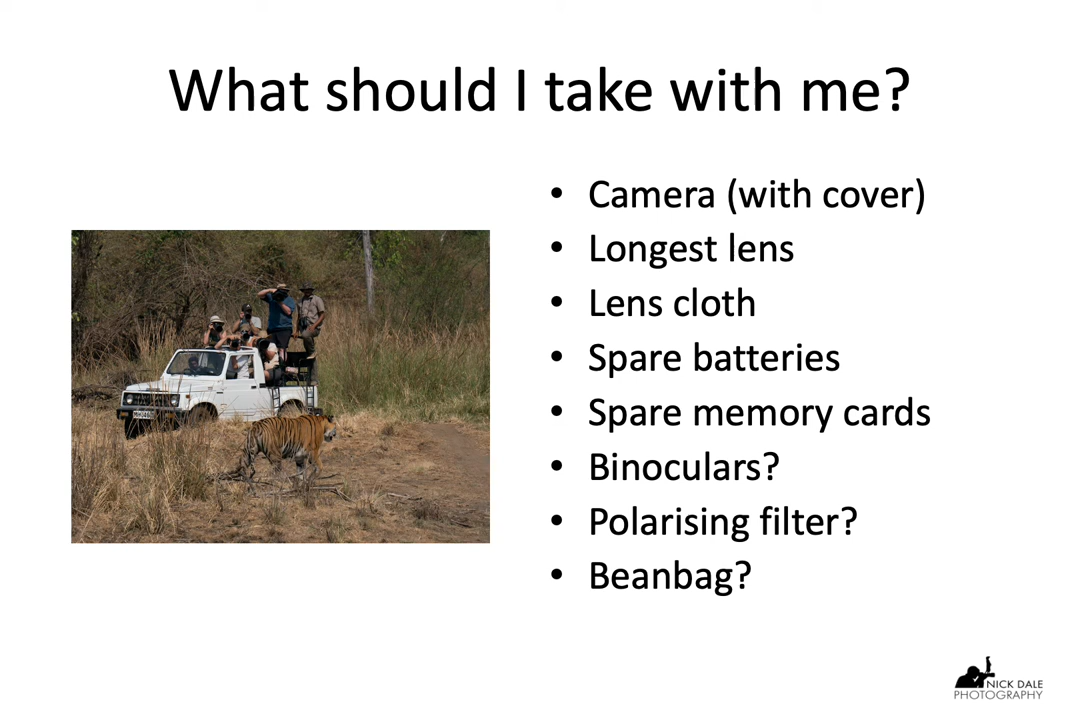 What should I take with me?
• Camera (with cover)
• Longest lens
• Lens cloth
• Spare batteries
• Spare memory cards
• Binoculars?
• Polarising filter?
• Beanbag?
NICK DALE
PHOTOGRAPHY